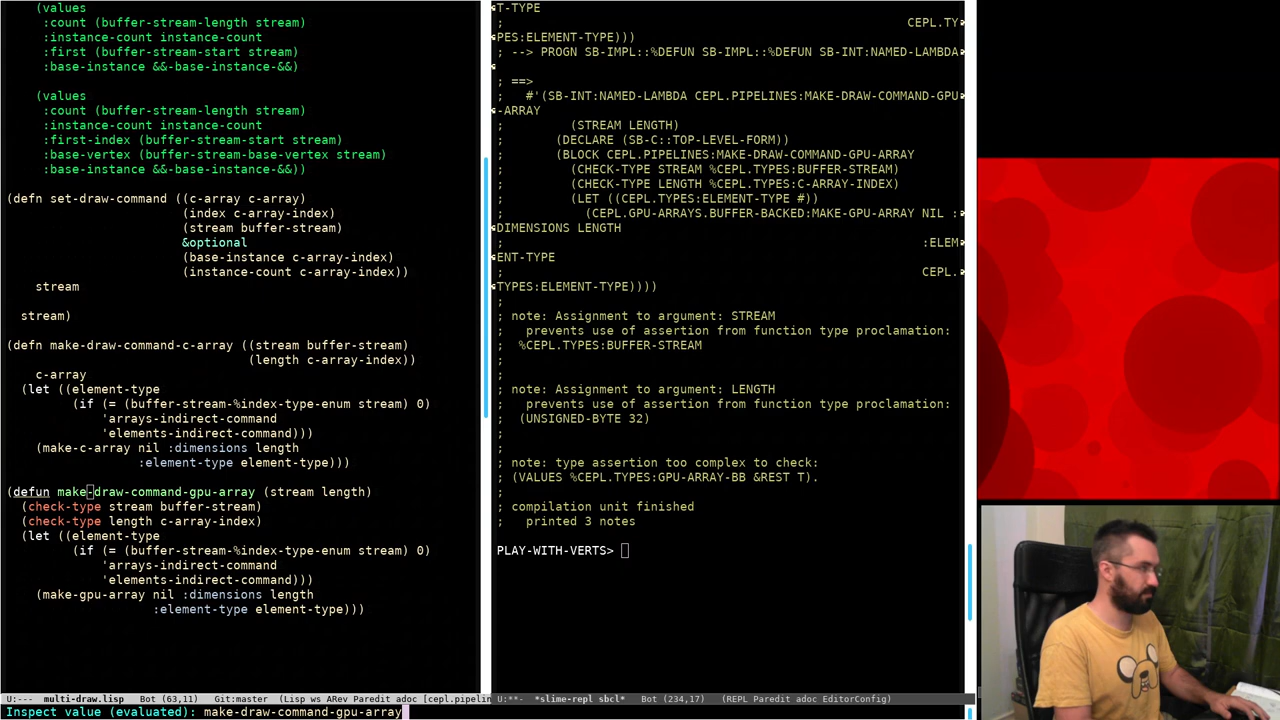 (values
:count (buffer-stream-length stream)
:instance-count instance-count
:first (buffer-stream-start stream)
:base-instance &&-base-instance-&&)
(values
:count (buffer-stream-length stream)
:instance-count instance-count
:first-index (buffer-stream-start stream)
:base-vertex (buffer-stream-base-vertex stream)
:base-instance &&-base-instance-&&))
(defn set-draw-command ((c-array c-array)
(index c-array-index)
(stream buffer-stream)
&optional
(base-instance c-array-index)
(instance-count c-array-index))
stream
stream)
(defn make-draw-command-c-array ((stream buffer-stream)
(length c-array-index))
c-array
(let ((element-type
(if (= (buffer-stream-%index-type-enum stream) 0)
'arrays-indirect-command
'elements-indirect-command)))
(make-c-array nil :dimensions length
:element-type element-type)))
(defun make-draw-command-gpu-array (stream length)
(check-type stream buffer-stream)
(check-type length c-array-index)
(let ((element-type
(if (= (buffer-stream-%index-type-enum stream) 0)
'arrays-indirect-command
'elements-indirect-command)))
(make-gpu-array nil :dimensions length
:element-type element-type)))
U:--- multi-draw.lisp Bot (63,11) Git:master (Lisp ws ARev Paredit adoc [cepl.pipelin
Inspect value (evaluated): make-draw-command-gpu-array
T-TYPE
; CEPL.TY
PES:ELEMENT-TYPE)))
; --> PROGN SB-IMPL::%DEFUN SB-IMPL::%DEFUN SB-INT:NAMED-LAMBDA
; ==>
; #'(SB-INT:NAMED-LAMBDA CEPL.PIPELINES:MAKE-DRAW-COMMAND-GPU
-ARRAY
; (STREAM LENGTH)
; (DECLARE (SB-C::TOP-LEVEL-FORM))
; (BLOCK CEPL.PIPELINES:MAKE-DRAW-COMMAND-GPU-ARRAY
; (CHECK-TYPE STREAM %CEPL.TYPES:BUFFER-STREAM)
; (CHECK-TYPE LENGTH %CEPL.TYPES:C-ARRAY-INDEX)
; (LET ((CEPL.TYPES:ELEMENT-TYPE #))
; (CEPL.GPU-ARRAYS.BUFFER-BACKED:MAKE-GPU-ARRAY NIL :
DIMENSIONS LENGTH
; :ELEM
ENT-TYPE
; CEPL.
TYPES:ELEMENT-TYPE))))
;
; note: Assignment to argument: STREAM
; prevents use of assertion from function type proclamation:
; %CEPL.TYPES:BUFFER-STREAM
;
;
; note: Assignment to argument: LENGTH
; prevents use of assertion from function type proclamation:
; (UNSIGNED-BYTE 32)
;
;
; note: type assertion too complex to check:
; (VALUES %CEPL.TYPES:GPU-ARRAY-BB &REST T).
;
; compilation unit finished
; printed 3 notes
PLAY-WITH-VERTS>
U:**- *slime-repl sbcl* Bot (234,17) (REPL Paredit adoc EditorConfig)